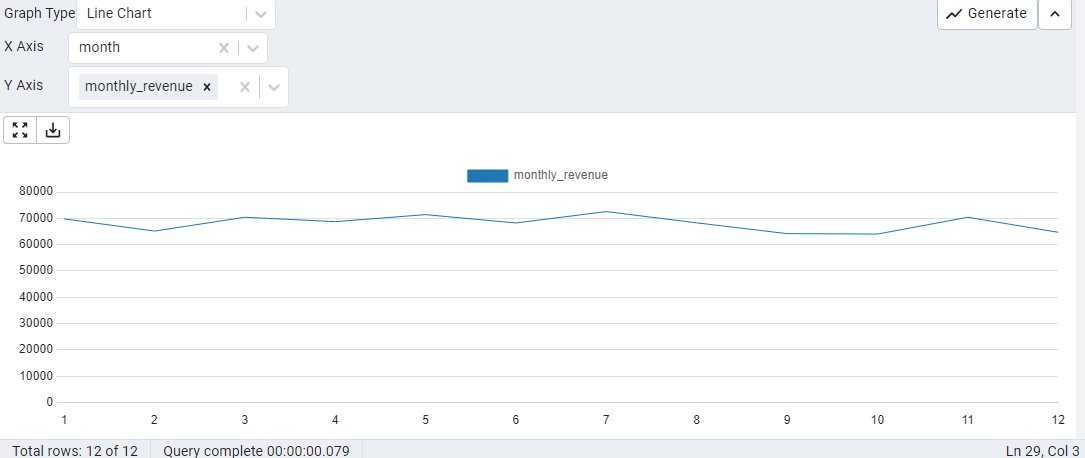 Graph Type Line Chart Generate
X Axis month
Y Axis monthly_revenue
monthly_revenue
80000
70000
60000
50000
40000
30000
20000
10000
0
1 2 3 4 5 6 7 8 9 10 11 12
Total rows: 12 of 12 Query complete 00:00:00.079 Ln 29, Col 3